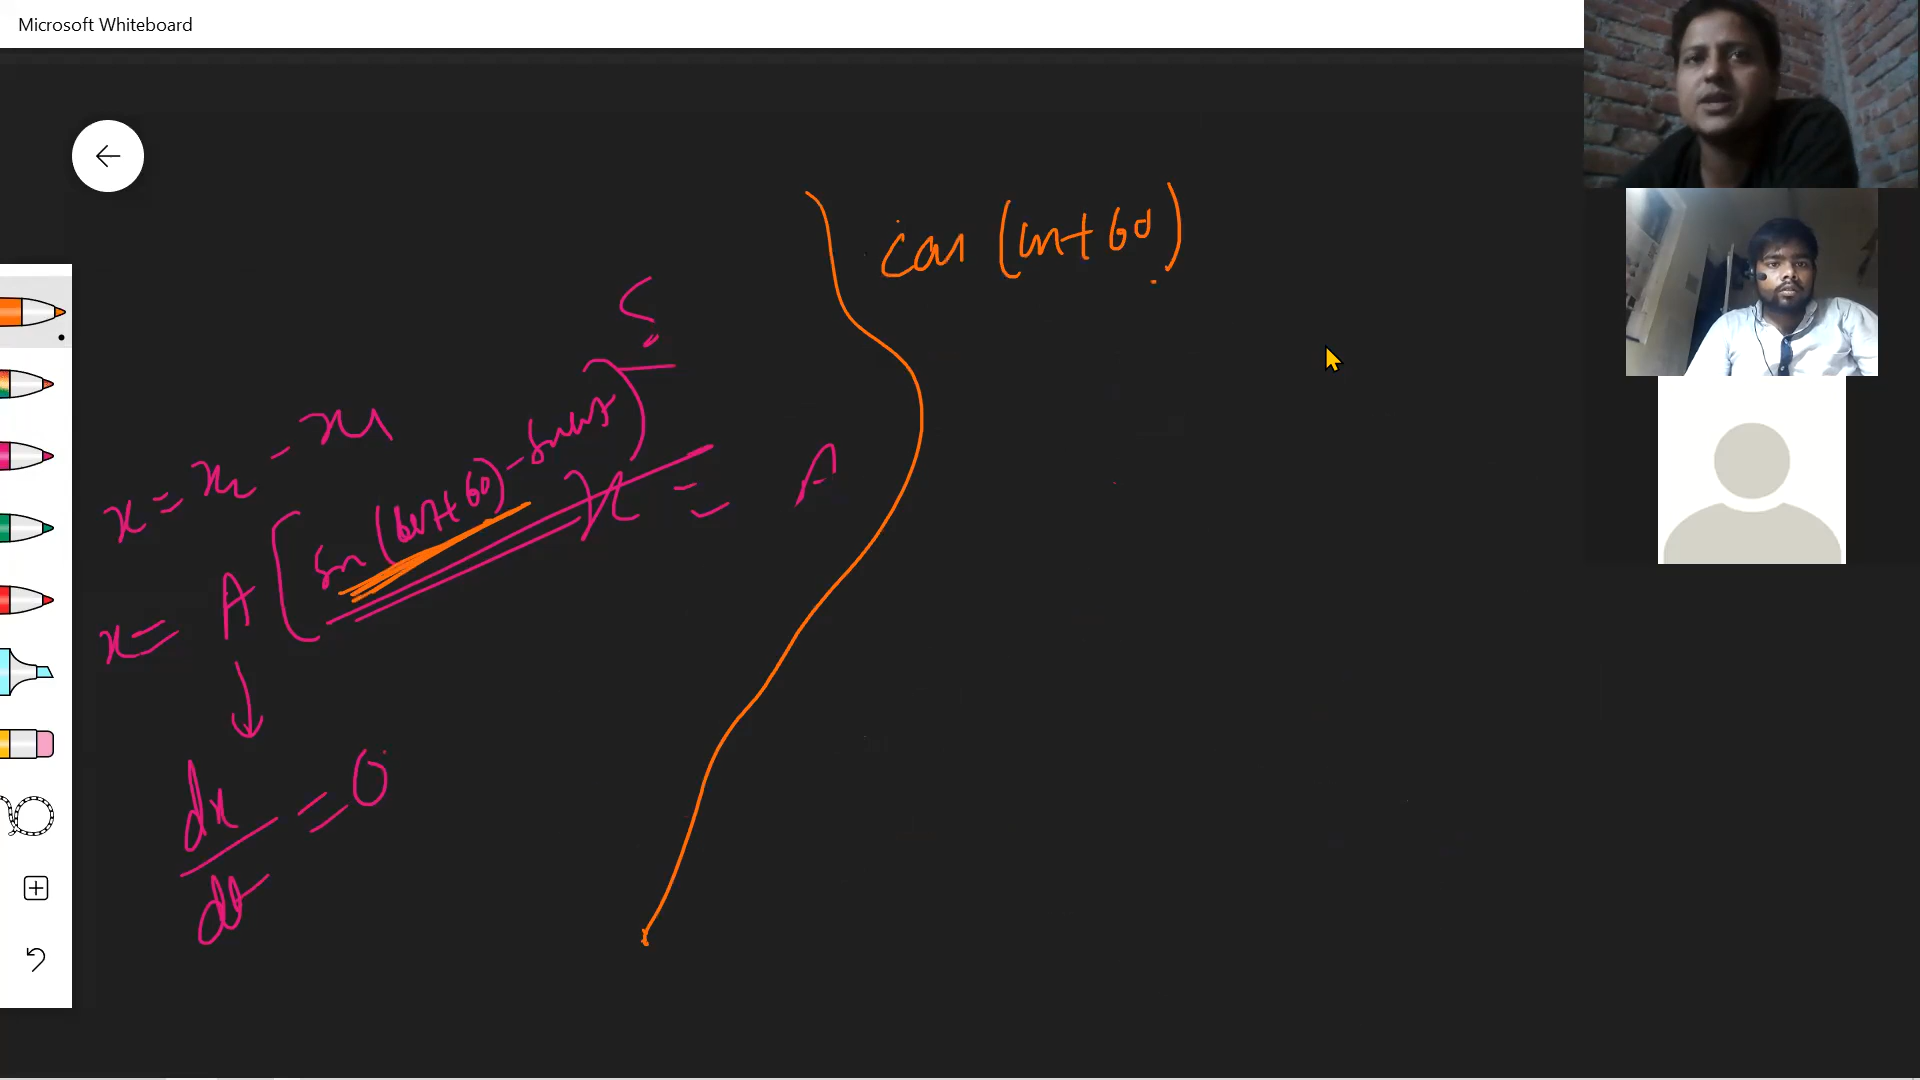 Microsoft Whiteboard
cos (ωt + 60)
x = x₂ - x₁
x = A [sin (ωt + 60) - sin ωt]
x = A
dx/dt = 0